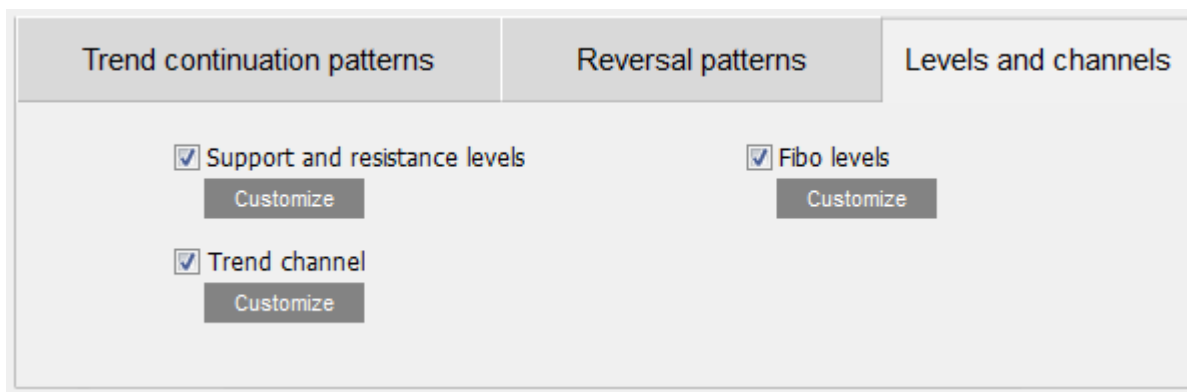 Trend continuation patterns
Reversal patterns
Levels and channels
Support and resistance levels
Customize
Fibo levels
Customize
Trend channel
Customize